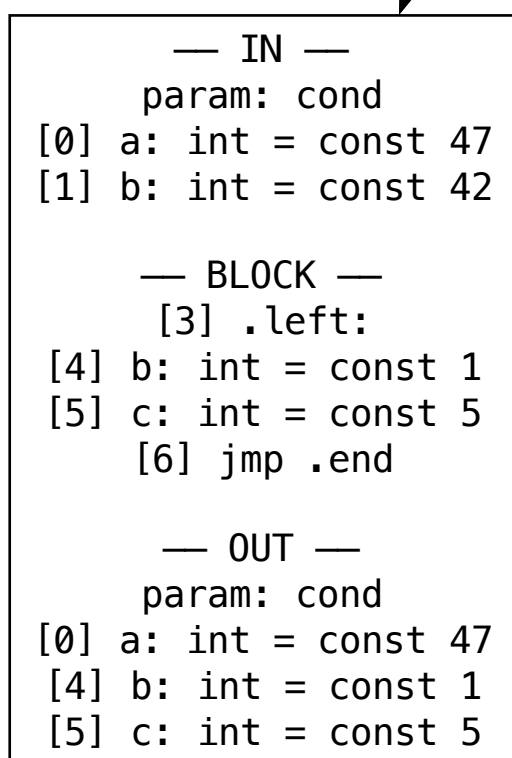 ── IN ──
param: cond
[0] a: int = const 47
[1] b: int = const 42
── BLOCK ──
[3] .left:
[4] b: int = const 1
[5] c: int = const 5
[6] jmp .end
── OUT ──
param: cond
[0] a: int = const 47
[4] b: int = const 1
[5] c: int = const 5